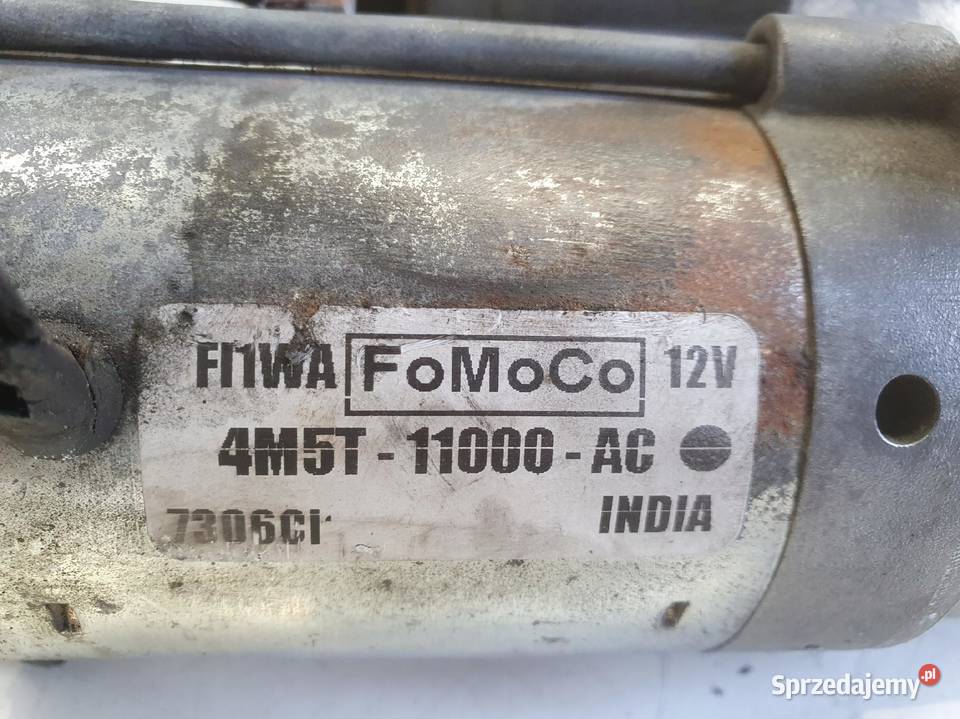 FI1WA FoMoCo 12V
4M5T-11000-AC
7306CI
INDIA
Sprzedajemy.pl